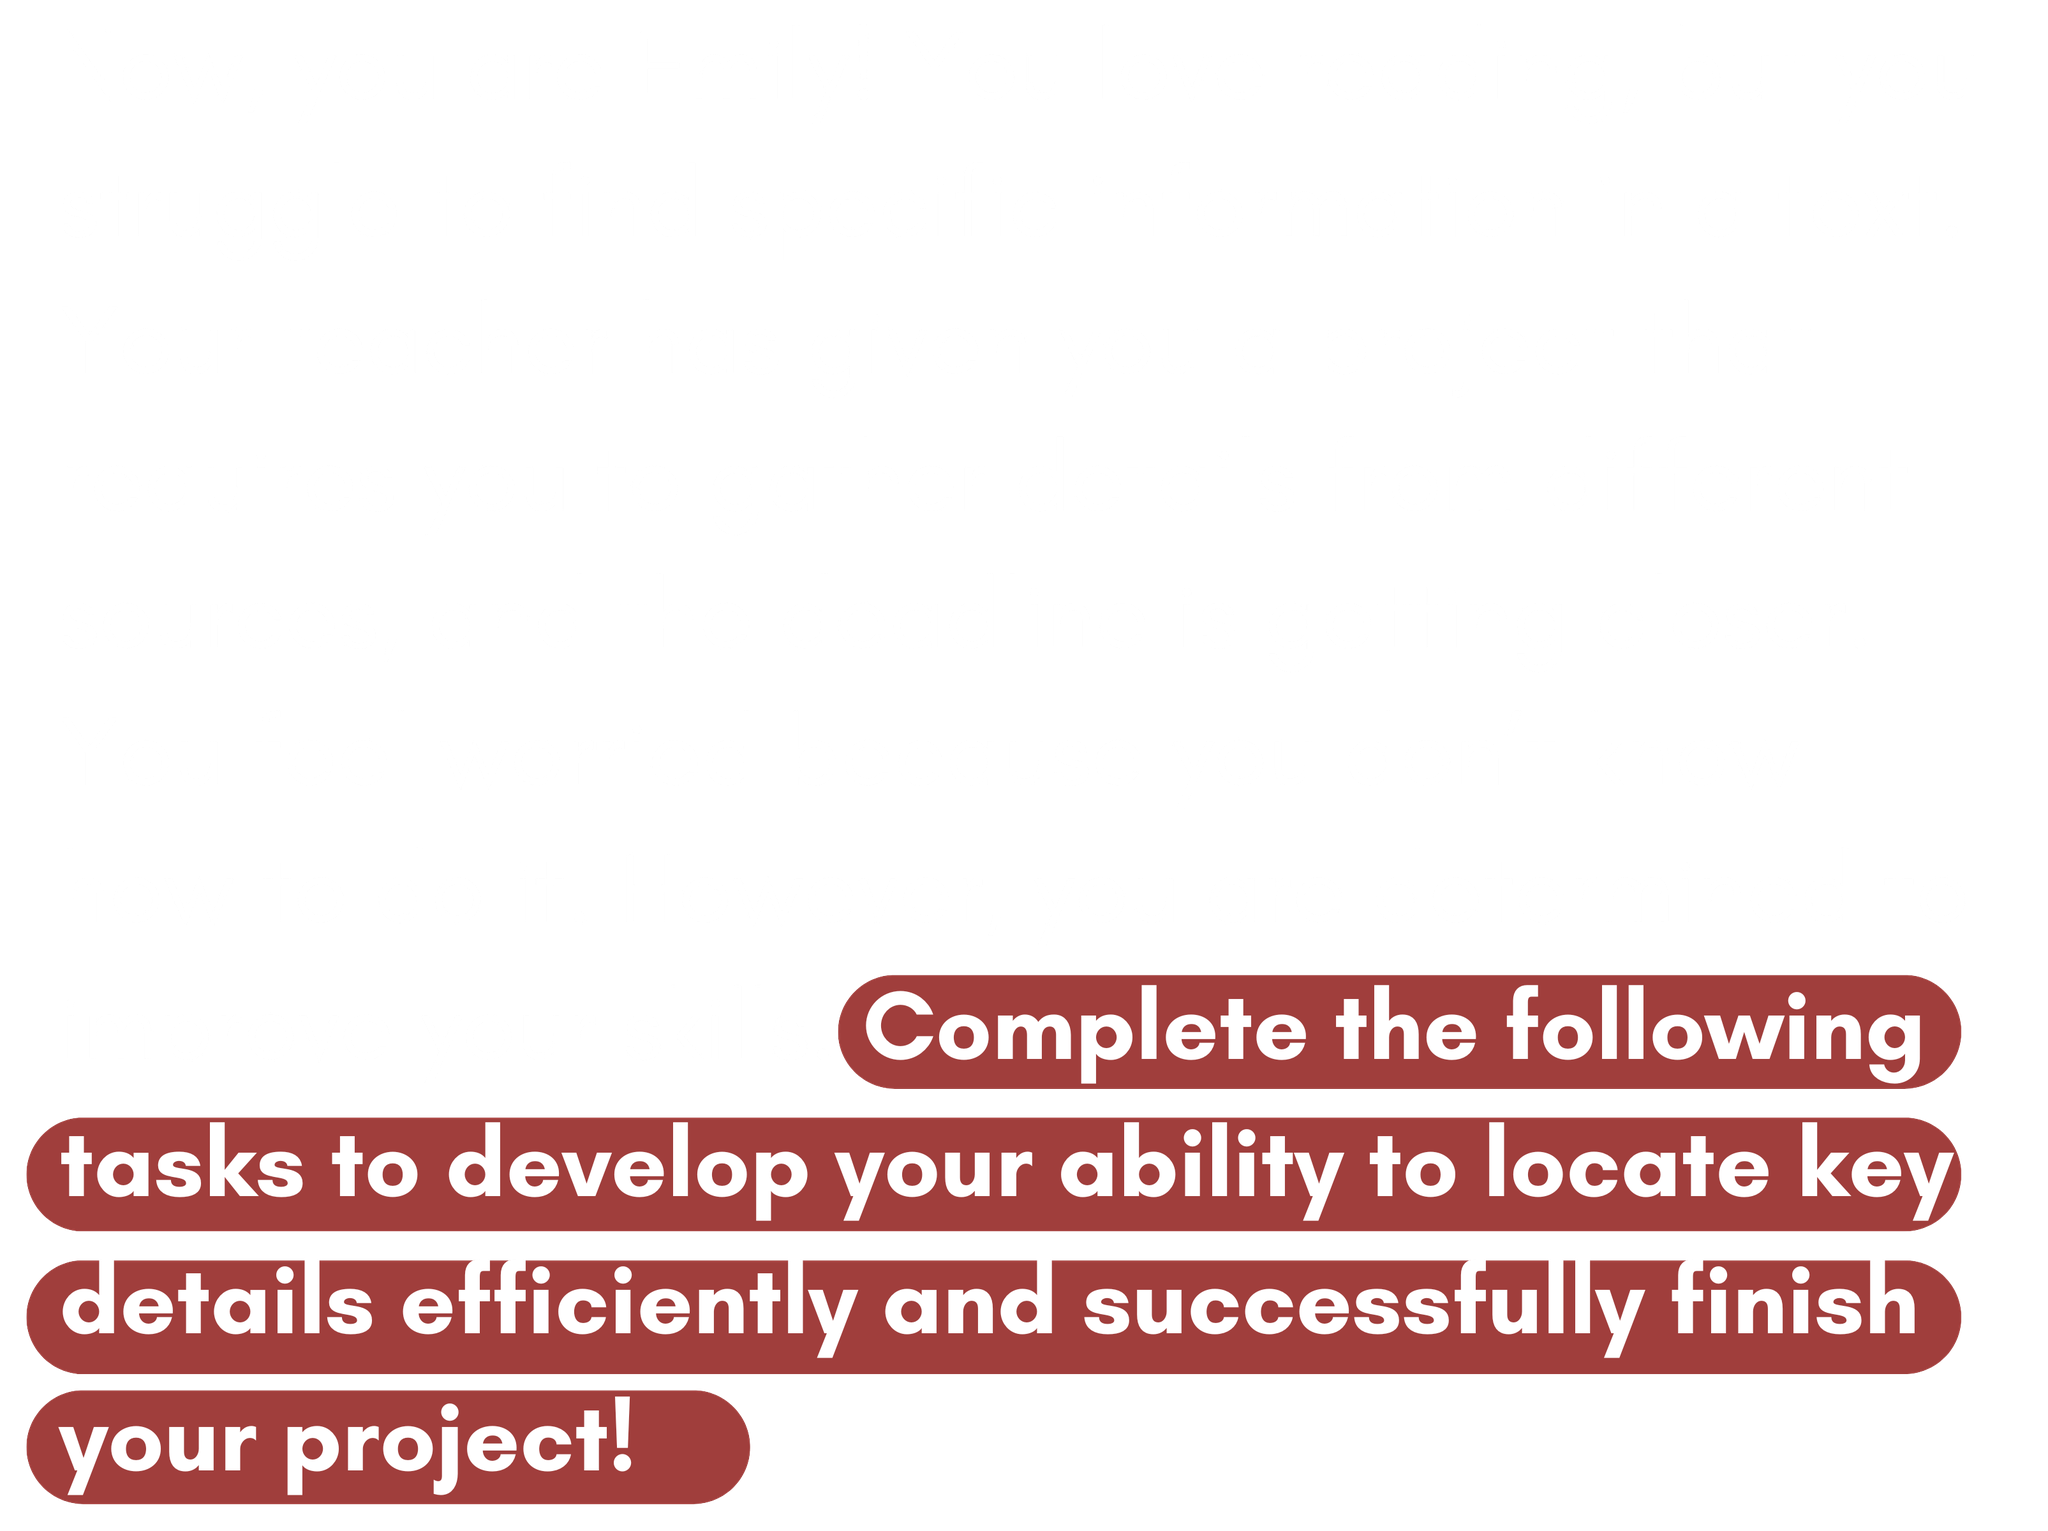 Complete the following
tasks to develop your ability to locate key
details efficiently and successfully finish
your project!